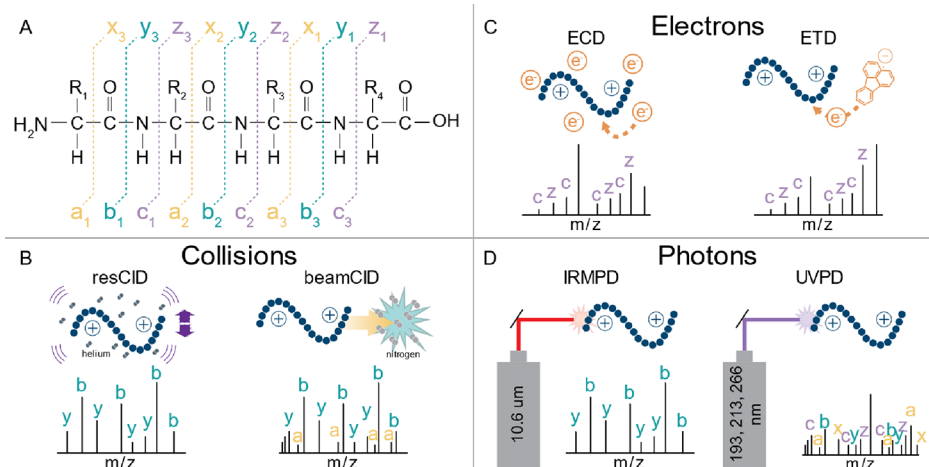 A
x3 y3 z3 x2 y2 z2 x1 y1 z1
R1 O R2 O R3 O R4 O
H2N C C N C C N C C N C C OH
H H H H H H H
a1 b1 c1 a2 b2 c2 a3 b3 c3
B
Collisions
resCID
+ +
helium
y b y b y y b b
m/z
beamCID
+ +
nitrogen
b y a b y a b a b
m/z
C
Electrons
ECD
e- e- e- e- e-
+ +
c z c c z c z
m/z
ETD
+ +
e-
-
c z c c z c z
m/z
D
Photons
IRMPD
+ +
10.6 um
y b y b y y b b
m/z
UVPD
+ +
193, 213, 266
nm
c a b x c y z c a b y z a x
m/z